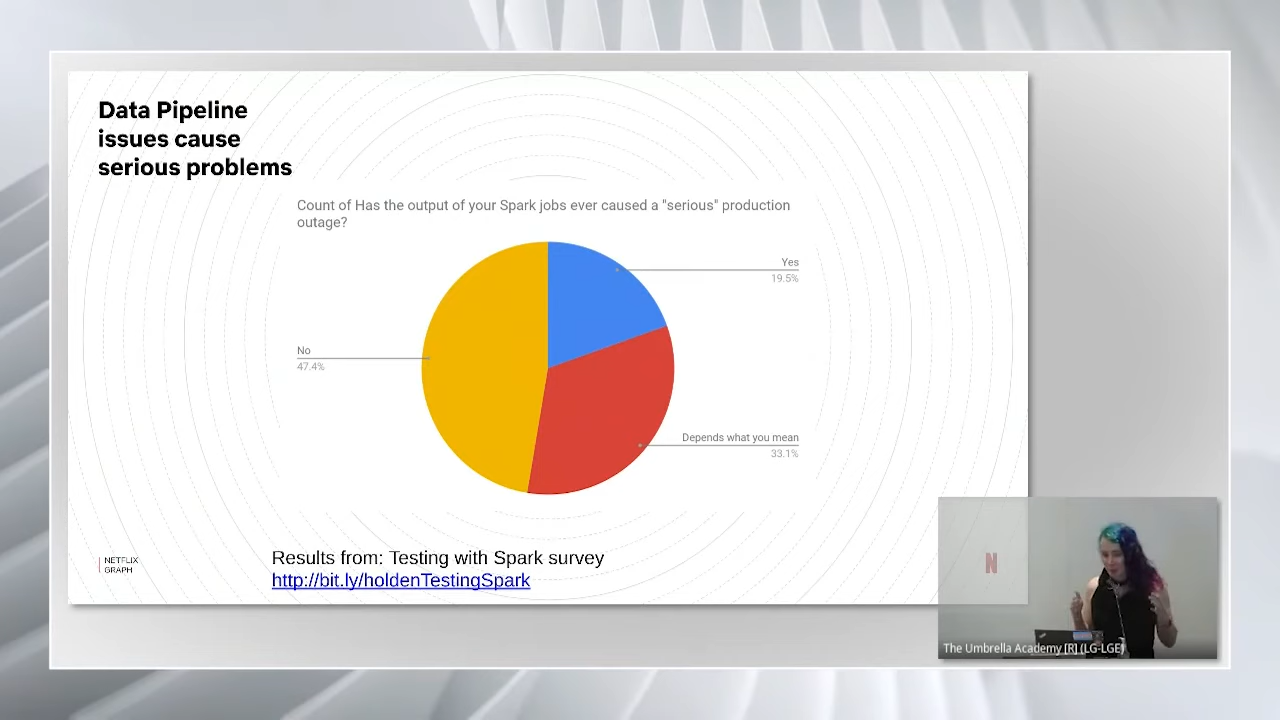 Data Pipeline
issues cause
serious problems
Count of Has the output of your Spark jobs ever caused a "serious" production
outage?
Yes
19.5%
No
47.4%
Depends what you mean
33.1%
NETFLIX
GRAPH
Results from: Testing with Spark survey
http://bit.ly/holdenTestingSpark
N
The Umbrella Academy [R] (LG-LGE)